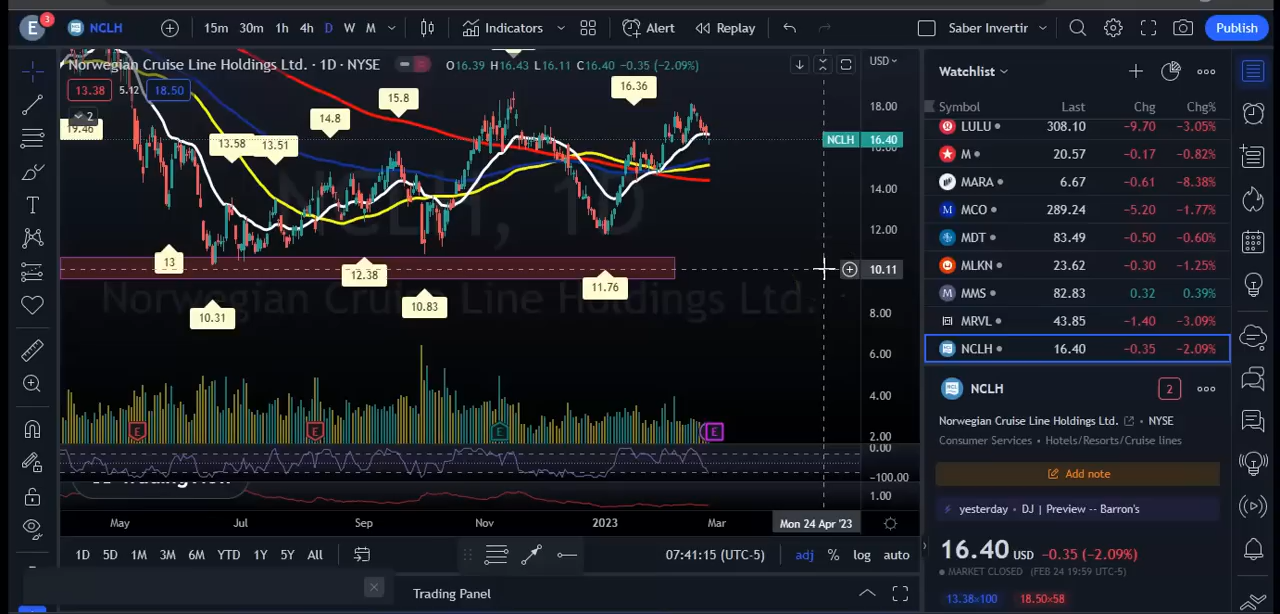 E 3 NCLH 15m 30m 1h 4h D W M Indicators Alert Replay Saber Invertir Publish
Norwegian Cruise Line Holdings Ltd. · 1D · NYSE O16.39 H16.43 L16.11 C16.40 −0.35 (−2.09%)
USD
13.38 5.12 18.50
2
19.46
13.58
13.51
14.8
15.8
16.36
13
10.31
12.38
10.83
11.76
NCLH, 1D
Norwegian Cruise Line Holdings Ltd.
18.00
NCLH 16.40
16.00
14.00
12.00
10.11
8.00
6.00
4.00
2.00
0.00
-100.00
1.00
E E E E
May Jul Sep Nov 2023 Mar Mon 24 Apr '23
1D 5D 1M 3M 6M YTD 1Y 5Y All 07:41:15 (UTC-5) adj % log auto
Trading Panel
Watchlist
Symbol Last Chg Chg%
LULU 308.10 -9.70 -3.05%
M 20.57 -0.17 -0.82%
MARA 6.67 -0.61 -8.38%
MCO 289.24 -5.20 -1.77%
MDT 83.49 -0.50 -0.60%
MLKN 23.62 -0.30 -1.25%
MMS 82.83 0.32 0.39%
MRVL 43.85 -1.40 -3.09%
NCLH 16.40 -0.35 -2.09%
NCLH 2
Norwegian Cruise Line Holdings Ltd. · NYSE
Consumer Services • Hotels/Resorts/Cruise lines
Add note
yesterday · DJ | Preview -- Barron's
16.40 USD −0.35 (−2.09%)
MARKET CLOSED (FEB 24 19:59 UTC-5)
13.38×100 18.50×58